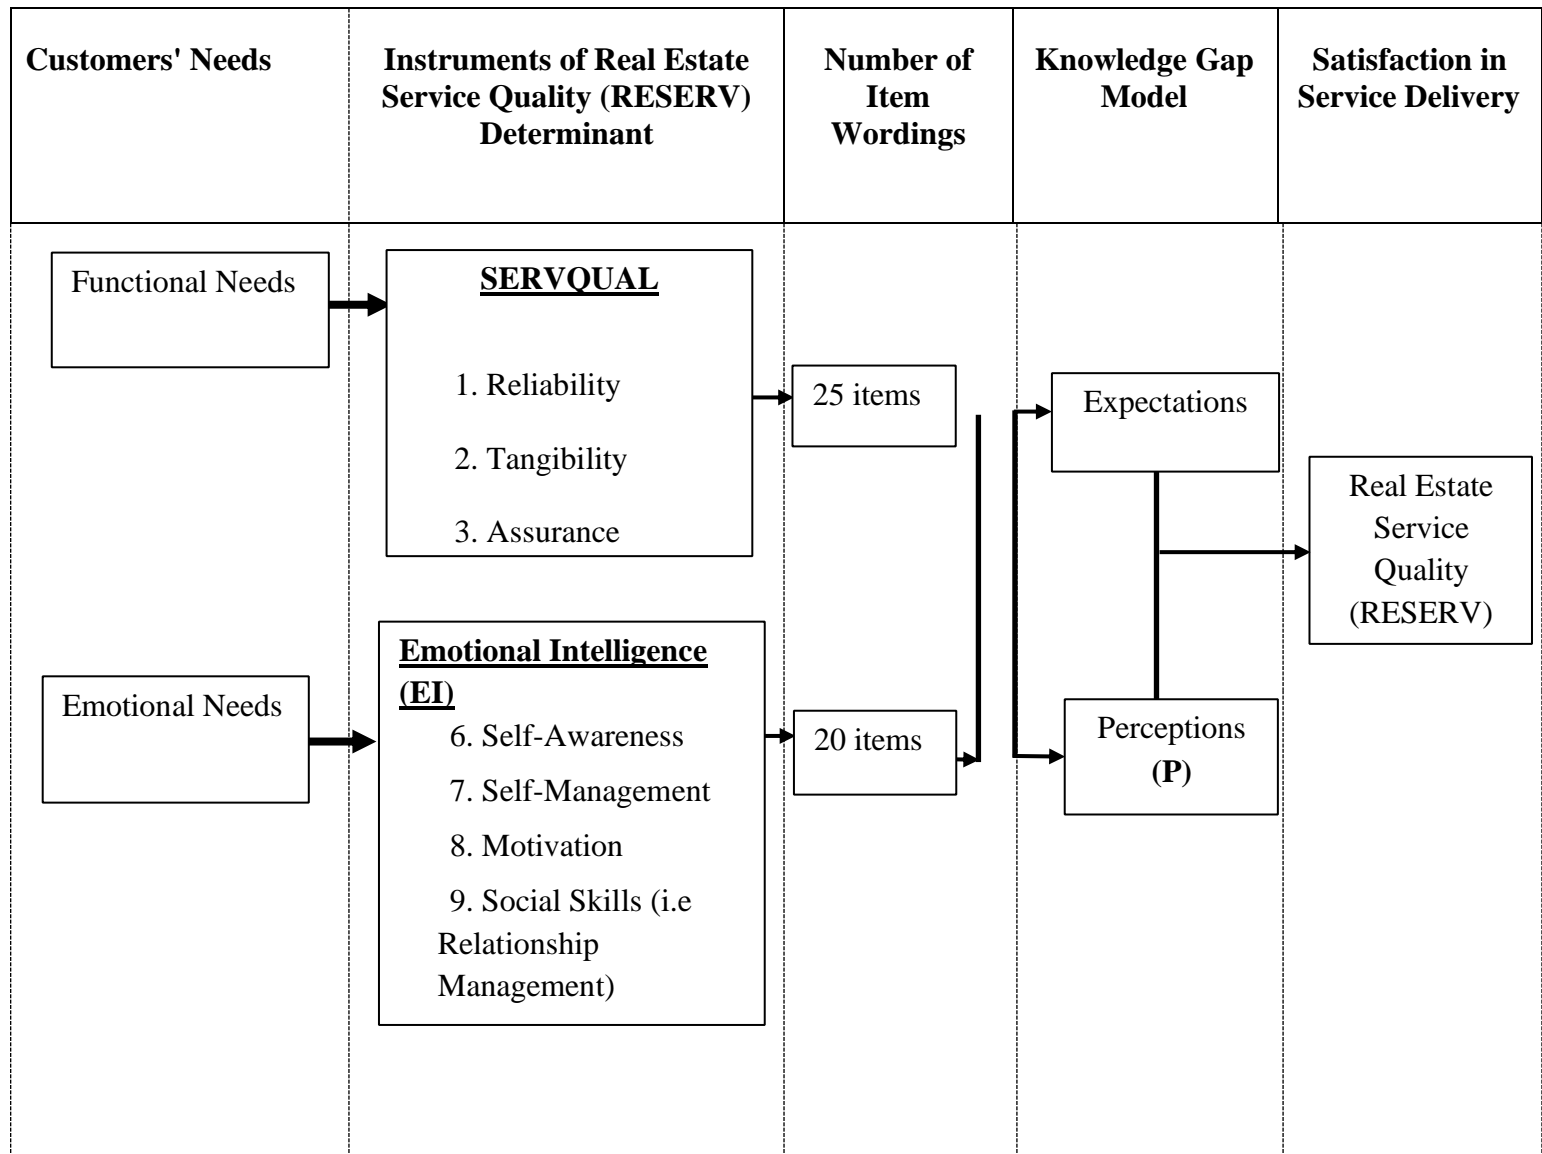 Customers' Needs
Instruments of Real Estate
Service Quality (RESERV)
Determinant
Number of
Item
Wordings
Knowledge Gap
Model
Satisfaction in
Service Delivery
Functional Needs
SERVQUAL
1. Reliability
2. Tangibility
3. Assurance
25 items
Expectations
Real Estate
Service
Quality
(RESERV)
Emotional Needs
Emotional Intelligence
(EI)
6. Self-Awareness
7. Self-Management
8. Motivation
9. Social Skills (i.e
Relationship
Management)
20 items
Perceptions
(P)